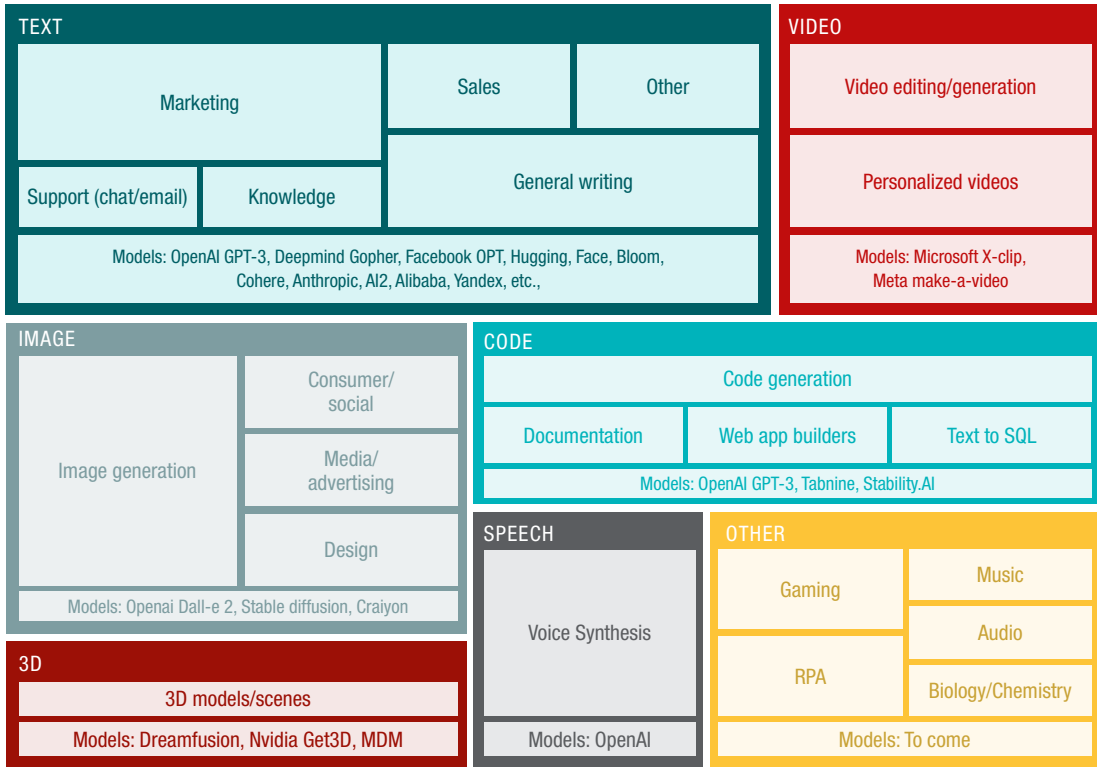 TEXT
Marketing
Sales
Other
Support (chat/email)
Knowledge
General writing
Models: OpenAI GPT-3, Deepmind Gopher, Facebook OPT, Hugging, Face, Bloom,
Cohere, Anthropic, AI2, Alibaba, Yandex, etc.,
VIDEO
Video editing/generation
Personalized videos
Models: Microsoft X-clip,
Meta make-a-video
IMAGE
Image generation
Consumer/
social
Media/
advertising
Design
Models: Openai Dall-e 2, Stable diffusion, Craiyon
CODE
Code generation
Documentation
Web app builders
Text to SQL
Models: OpenAI GPT-3, Tabnine, Stability.AI
3D
3D models/scenes
Models: Dreamfusion, Nvidia Get3D, MDM
SPEECH
Voice Synthesis
Models: OpenAI
OTHER
Gaming
RPA
Music
Audio
Biology/Chemistry
Models: To come